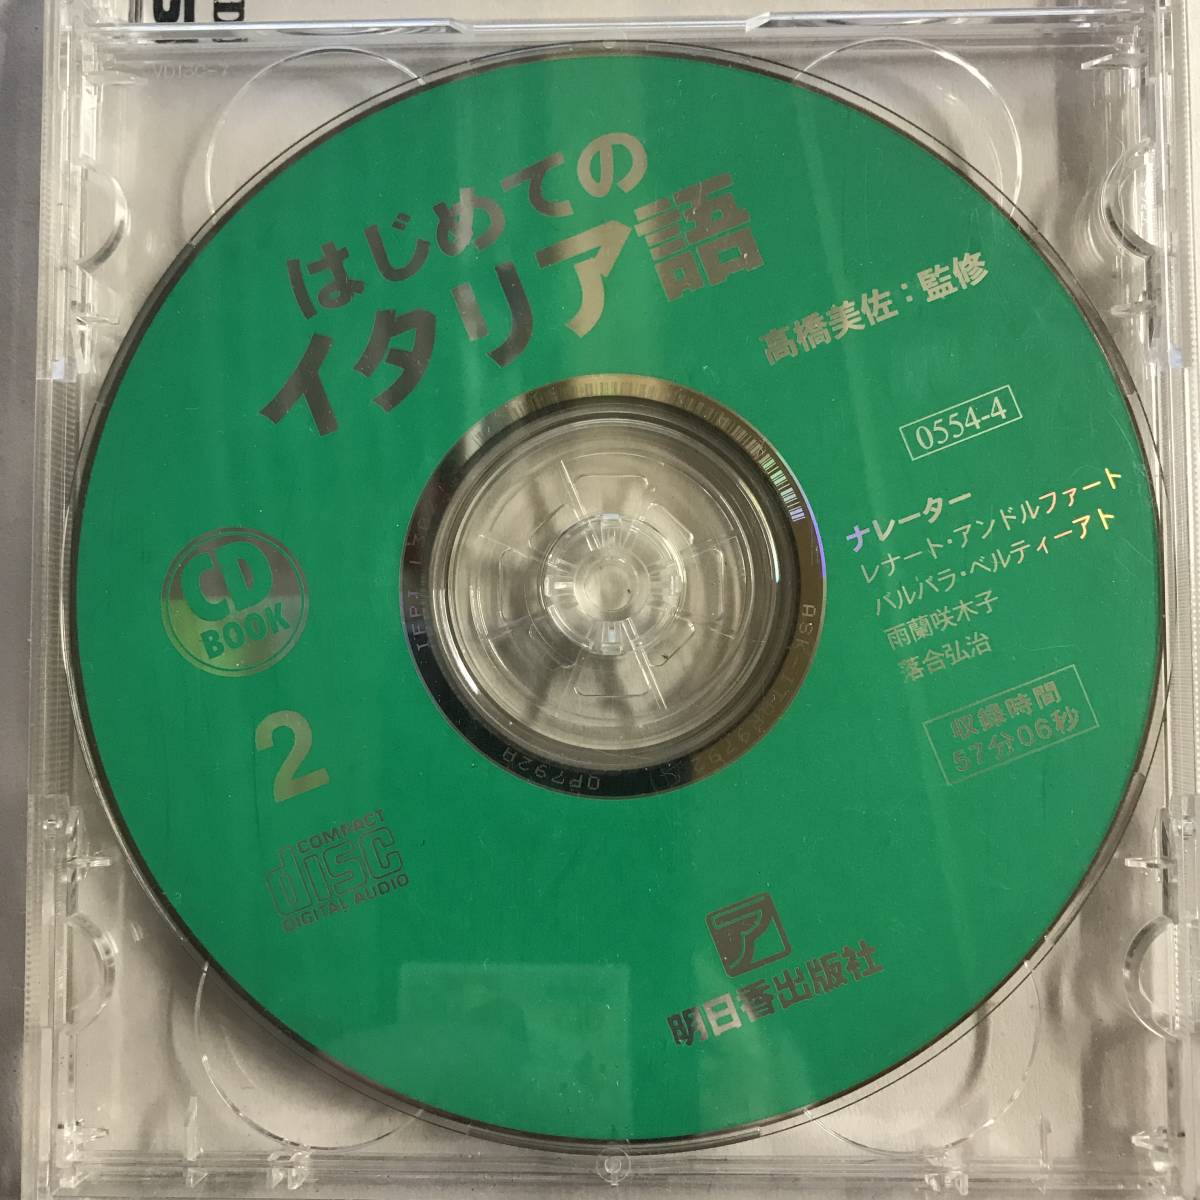 はじめての
イタリア語
高橋美佐：監修
0554-4
ナレーター
レナート・アンドルファート
バルバラ・ベルティーアト
雨蘭咲木子
落合弘治
収録時間
57分06秒
CD
BOOK
2
COMPACT
disc
DIGITAL AUDIO
ア
明日香出版社